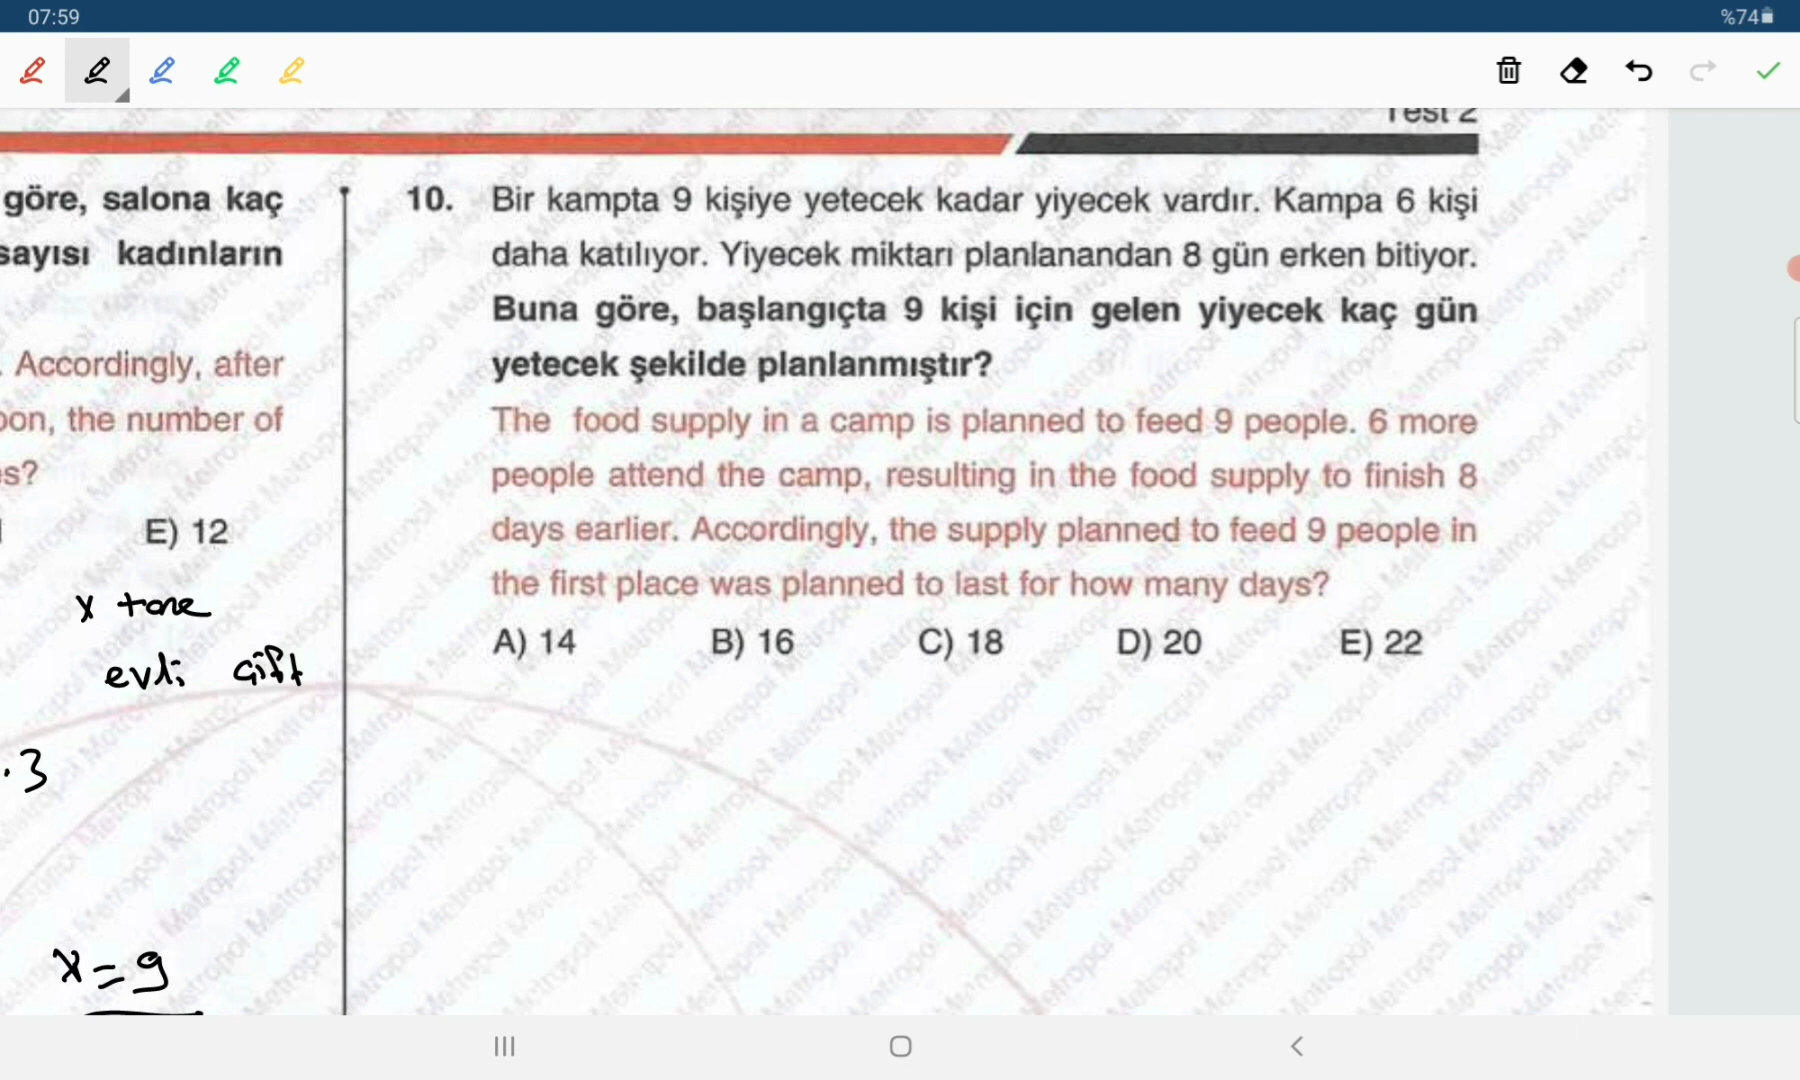 07:59
%74
Test 2
göre, salona kaç
sayısı kadınların
. Accordingly, after
oon, the number of
es?
E) 12
x tane
evli çift
.3
x=9
10. Bir kampta 9 kişiye yetecek kadar yiyecek vardır. Kampa 6 kişi
daha katılıyor. Yiyecek miktarı planlanandan 8 gün erken bitiyor.
Buna göre, başlangıçta 9 kişi için gelen yiyecek kaç gün
yetecek şekilde planlanmıştır?
The food supply in a camp is planned to feed 9 people. 6 more
people attend the camp, resulting in the food supply to finish 8
days earlier. Accordingly, the supply planned to feed 9 people in
the first place was planned to last for how many days?
A) 14 B) 16 C) 18 D) 20 E) 22